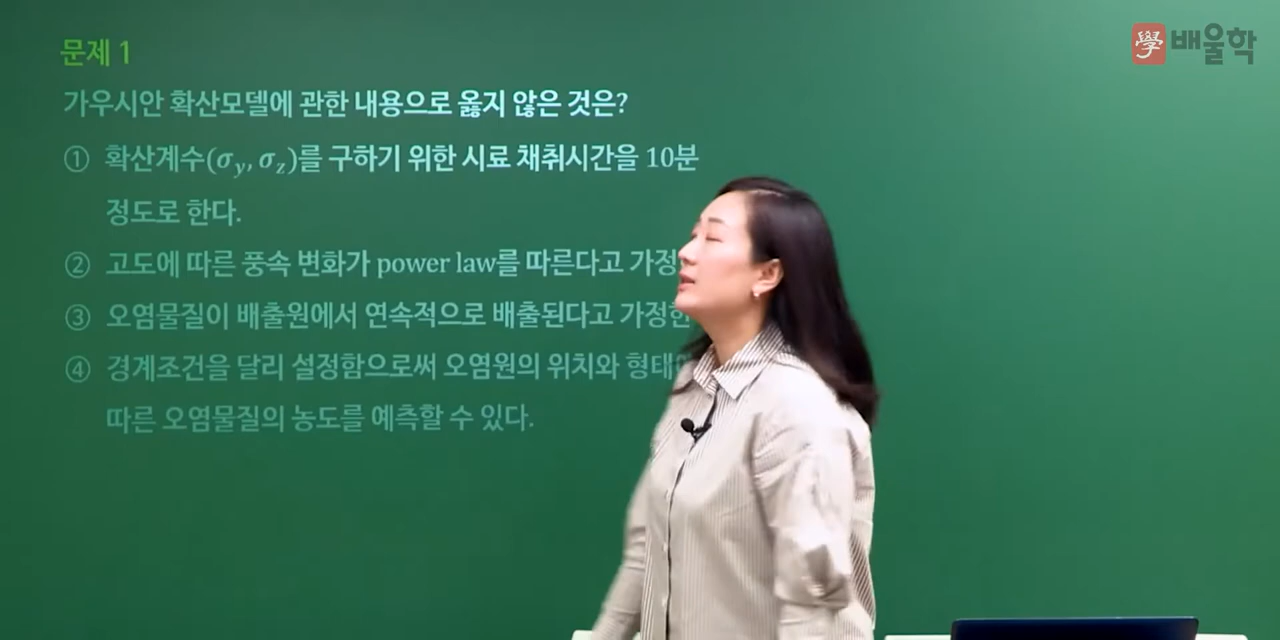 문제 1
가우시안 확산모델에 관한 내용으로 옳지 않은 것은?
① 확산계수(σy, σz)를 구하기 위한 시료 채취시간을 10분
정도로 한다.
② 고도에 따른 풍속 변화가 power law를 따른다고 가정
③ 오염물질이 배출원에서 연속적으로 배출된다고 가정한
④ 경계조건을 달리 설정함으로써 오염원의 위치와 형태에
따른 오염물질의 농도를 예측할 수 있다.
學 배울학